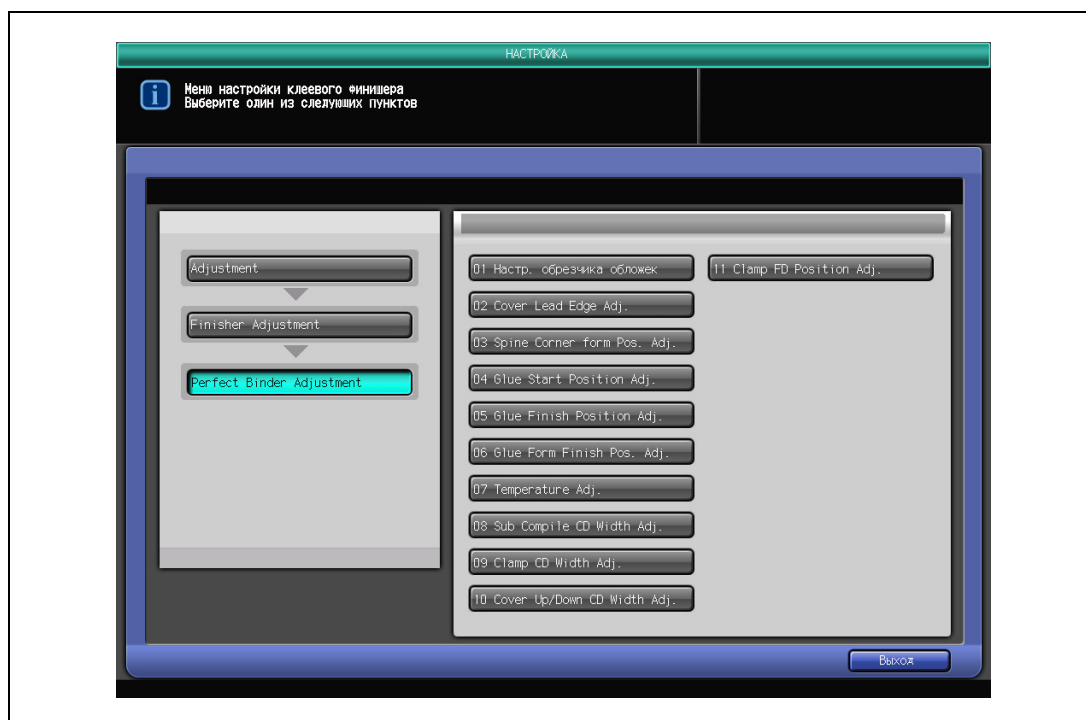 НАСТРОЙКА
Меню настройки клеевого финишера
Выберите один из следующих пунктов
Adjustment
Finisher Adjustment
Perfect Binder Adjustment
01 Настр. обрезчика обложек
02 Cover Lead Edge Adj.
03 Spine Corner form Pos. Adj.
04 Glue Start Position Adj.
05 Glue Finish Position Adj.
06 Glue Form Finish Pos. Adj.
07 Temperature Adj.
08 Sub Compile CD Width Adj.
09 Clamp CD Width Adj.
10 Cover Up/Down CD Width Adj.
11 Clamp FD Position Adj.
Выход